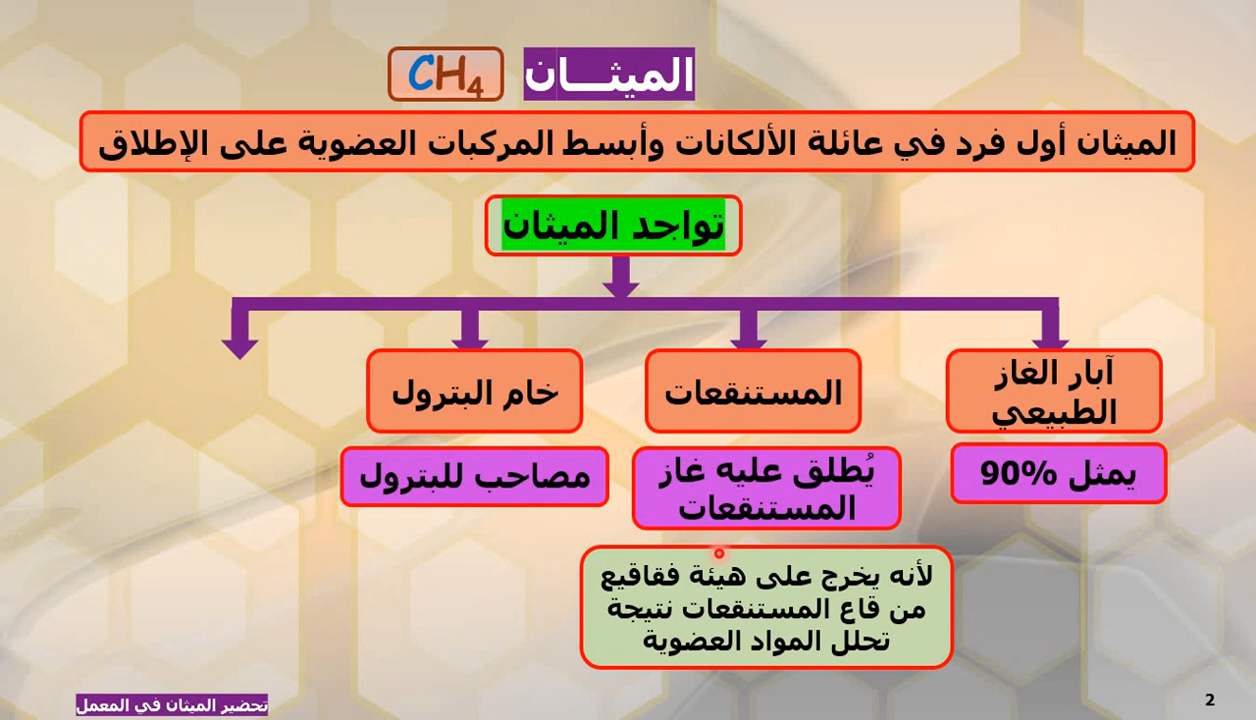 الميثـــان
CH4
الميثان أول فرد في عائلة الألكانات وأبسط المركبات العضوية على الإطلاق
تواجد الميثان
آبار الغاز
الطبيعي
يمثل 90%
المستنقعات
يُطلق عليه غاز
المستنقعات
لأنه يخرج على هيئة فقاقيع
من قاع المستنقعات نتيجة
تحلل المواد العضوية
خام البترول
مصاحب للبترول
تحضير الميثان في المعمل
2